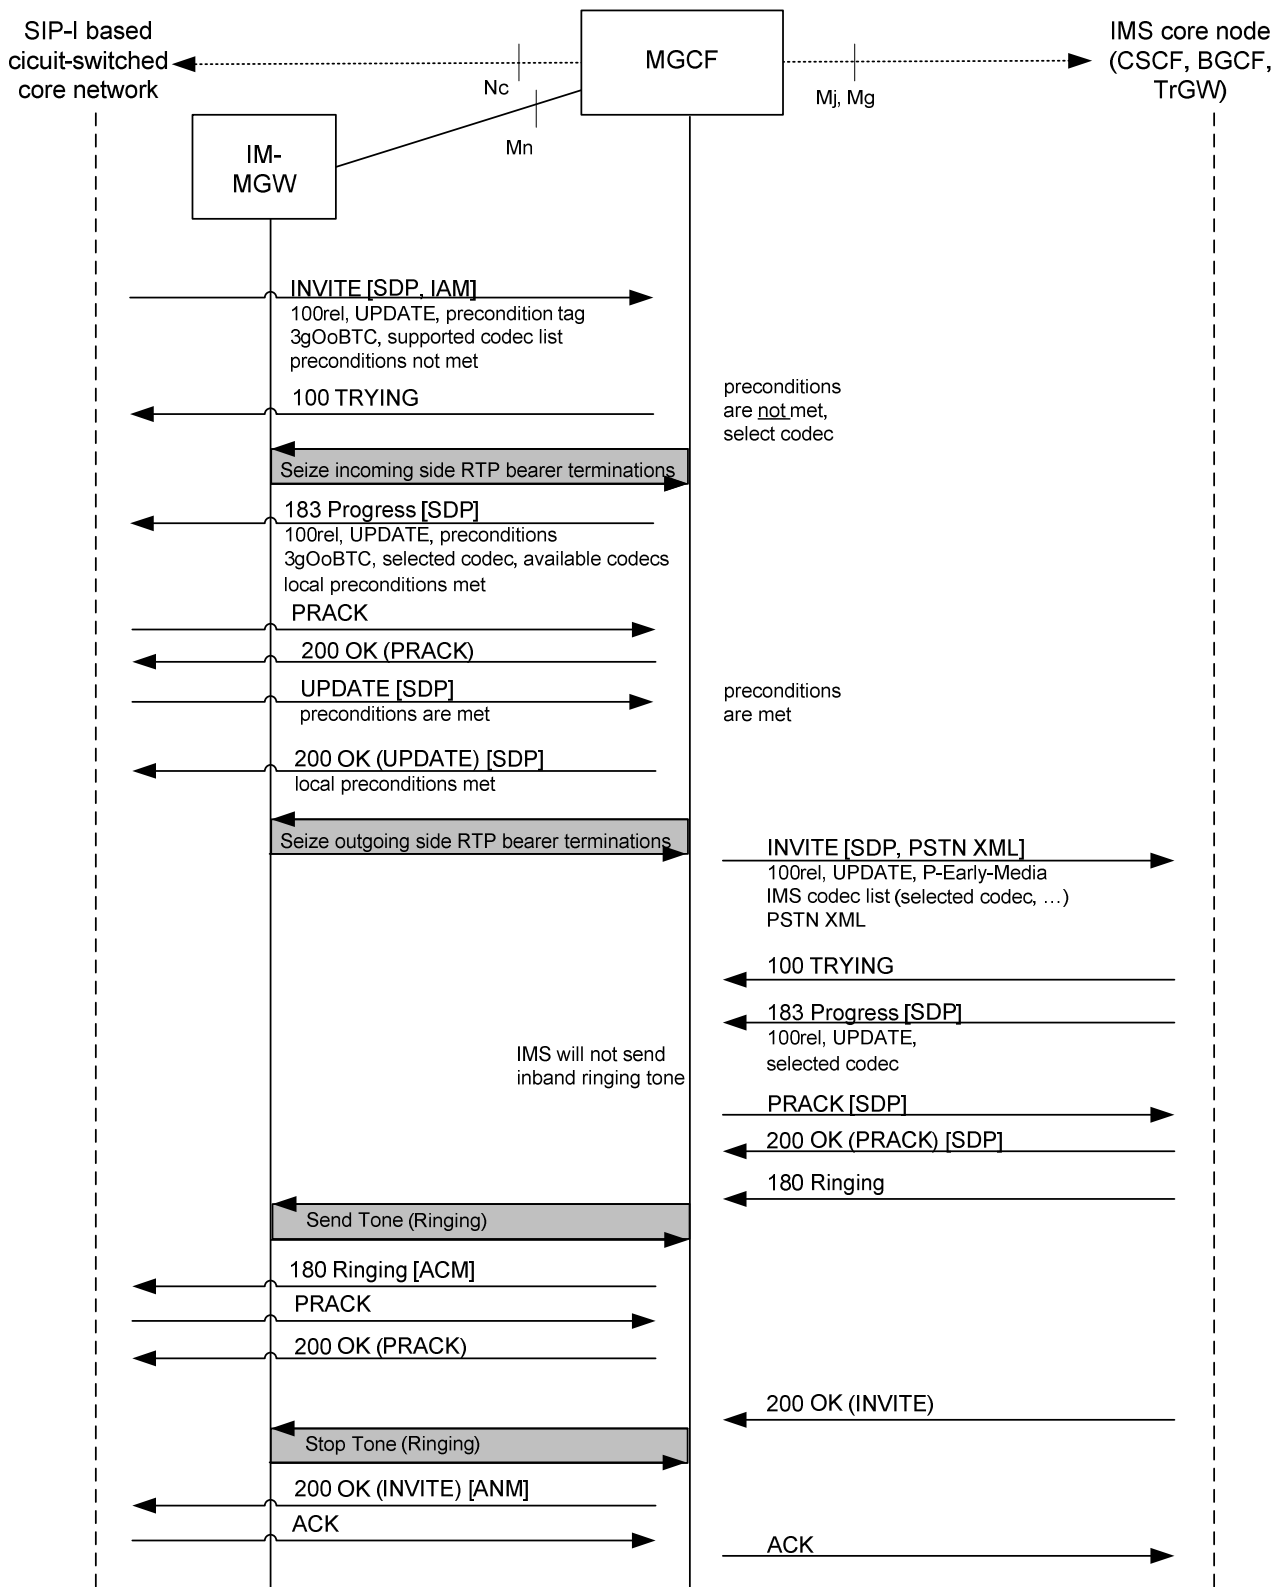 SIP-I based
cicuit-switched
core network
MGCF
IMS core node
(CSCF, BGCF,
TrGW)
Nc
Mj, Mg
Mn
IM-
MGW
INVITE [SDP, IAM]
100rel, UPDATE, precondition tag
3gOoBTC, supported codec list
preconditions not met
100 TRYING
preconditions
are not met,
select codec
Seize incoming side RTP bearer terminations
183 Progress [SDP]
100rel, UPDATE, preconditions
3gOoBTC, selected codec, available codecs
local preconditions met
PRACK
200 OK (PRACK)
UPDATE [SDP]
preconditions are met
preconditions
are met
200 OK (UPDATE) [SDP]
local preconditions met
Seize outgoing side RTP bearer terminations
INVITE [SDP, PSTN XML]
100rel, UPDATE, P-Early-Media
IMS codec list (selected codec, …)
PSTN XML
100 TRYING
183 Progress [SDP]
100rel, UPDATE,
selected codec
IMS will not send
inband ringing tone
PRACK [SDP]
200 OK (PRACK) [SDP]
180 Ringing
Send Tone (Ringing)
180 Ringing [ACM]
PRACK
200 OK (PRACK)
200 OK (INVITE)
Stop Tone (Ringing)
200 OK (INVITE) [ANM]
ACK
ACK